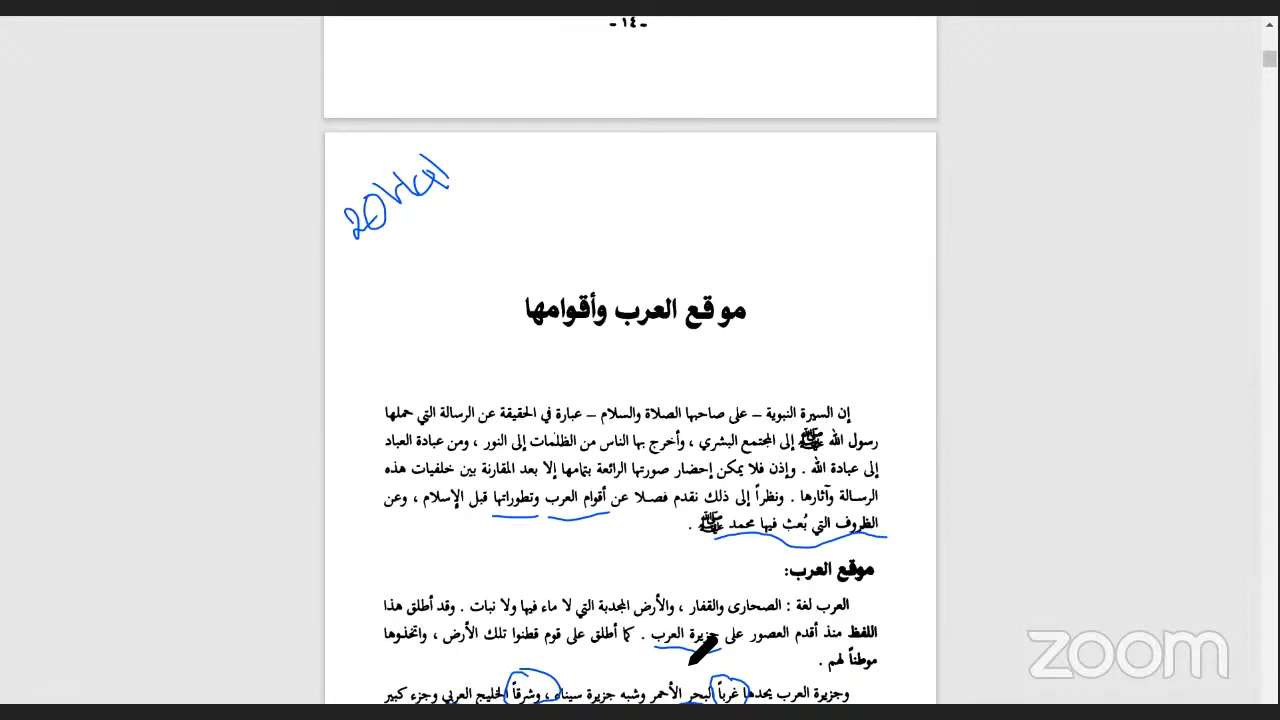 - ١٤ -
موقع العرب وأقوامها
إن السيرة النبوية – على صاحبها الصلاة والسلام – عبارة في الحقيقة عن الرسالة التي حملها
رسول الله ﷺ إلى المجتمع البشري ، وأخرج بها الناس من الظلمات إلى النور ، ومن عبادة العباد
إلى عبادة الله . وإذن فلا يمكن إحضار صورتها الرائعة بتمامها إلا بعد المقارنة بين خلفيات هذه
الرسالة وآثارها . ونظراً إلى ذلك نقدم فصلا عن أقوام العرب وتطوراتها قبل الإسلام ، وعن
الظروف التي بُعث فيها محمد ﷺ .
موقع العرب:
العرب لغة : الصحارى والقفار ، والأرض المجدبة التي لا ماء فيها ولا نبات . وقد أطلق هذا
اللفظ منذ أقدم العصور على جزيرة العرب . كما أطلق على قوم قطنوا تلك الأرض ، واتخذوها
موطناً لهم .
وجزيرة العرب يحدها غرباً البحر الأحمر وشبه جزيرة سيناء ، وشرقاً الخليج العربي وجزء كبير
zoom